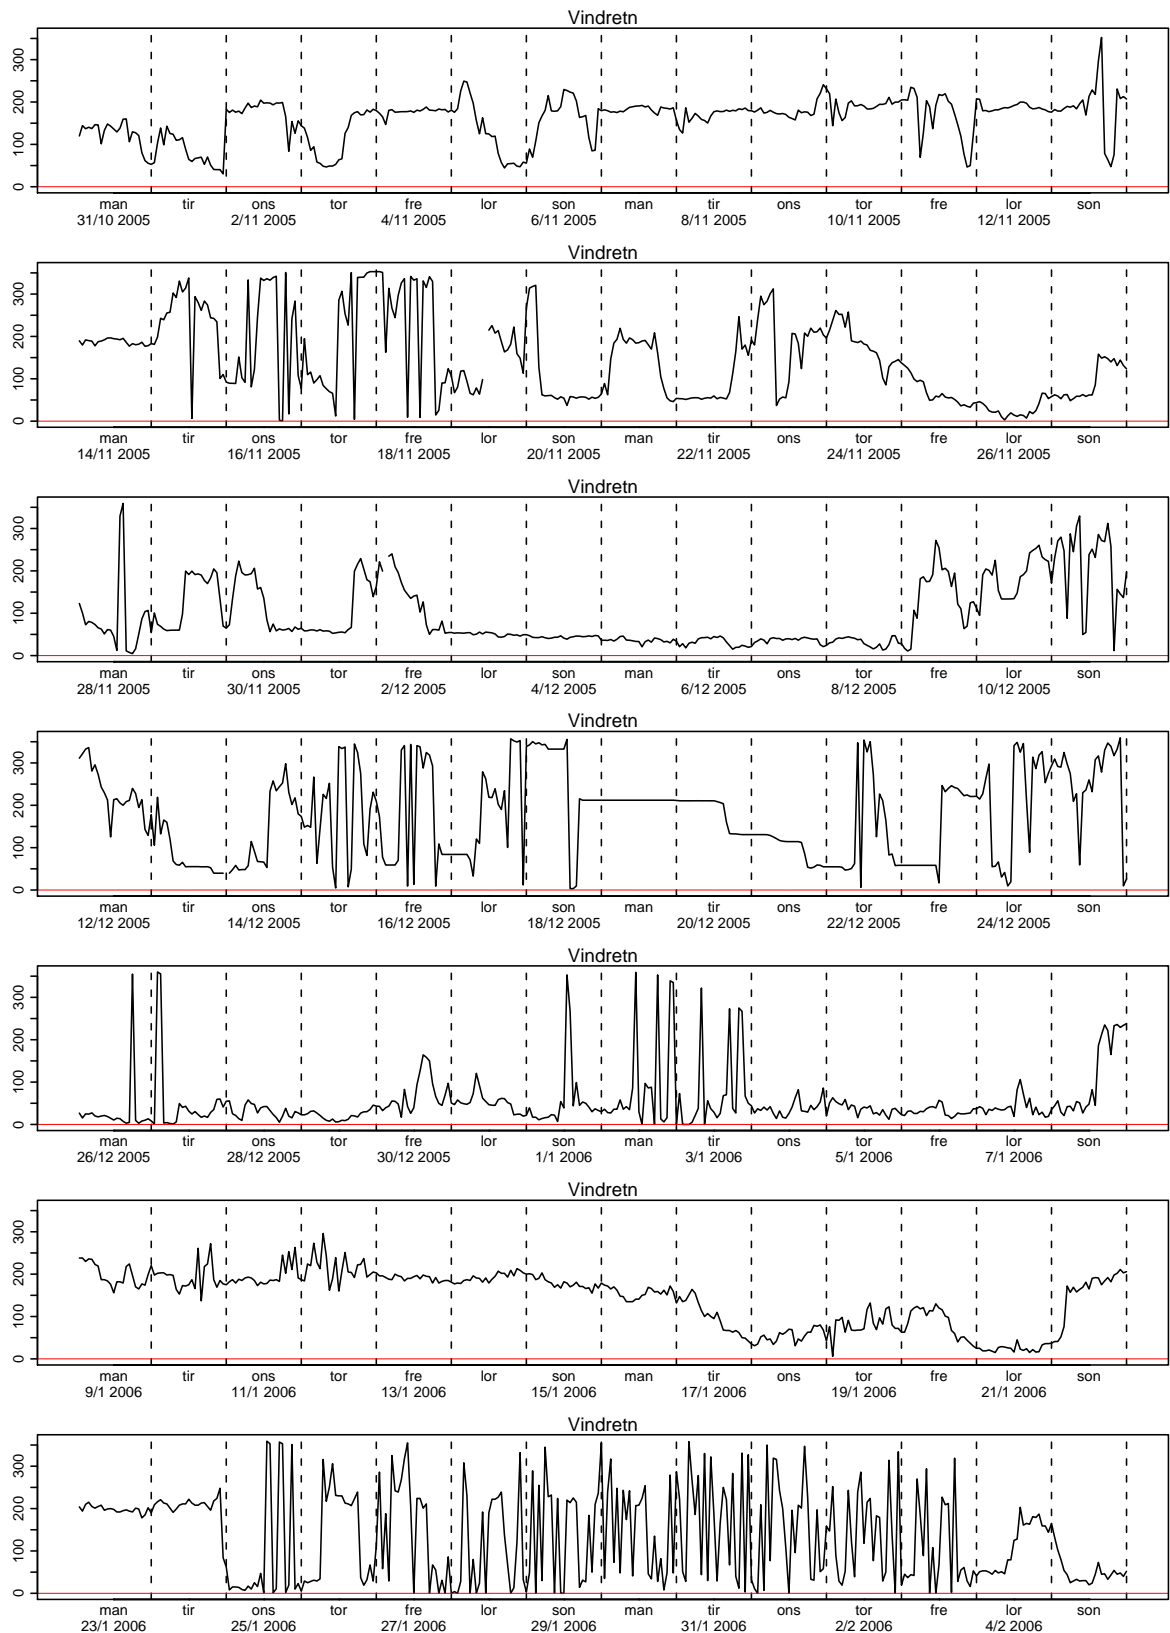 Vindretn
0 100 200 300
man tir ons tor fre lor son man tir ons tor fre lor son
31/10 2005 2/11 2005 4/11 2005 6/11 2005 8/11 2005 10/11 2005 12/11 2005
Vindretn
0 100 200 300
man tir ons tor fre lor son man tir ons tor fre lor son
14/11 2005 16/11 2005 18/11 2005 20/11 2005 22/11 2005 24/11 2005 26/11 2005
Vindretn
0 100 200 300
man tir ons tor fre lor son man tir ons tor fre lor son
28/11 2005 30/11 2005 2/12 2005 4/12 2005 6/12 2005 8/12 2005 10/12 2005
Vindretn
0 100 200 300
man tir ons tor fre lor son man tir ons tor fre lor son
12/12 2005 14/12 2005 16/12 2005 18/12 2005 20/12 2005 22/12 2005 24/12 2005
Vindretn
0 100 200 300
man tir ons tor fre lor son man tir ons tor fre lor son
26/12 2005 28/12 2005 30/12 2005 1/1 2006 3/1 2006 5/1 2006 7/1 2006
Vindretn
0 100 200 300
man tir ons tor fre lor son man tir ons tor fre lor son
9/1 2006 11/1 2006 13/1 2006 15/1 2006 17/1 2006 19/1 2006 21/1 2006
Vindretn
0 100 200 300
man tir ons tor fre lor son man tir ons tor fre lor son
23/1 2006 25/1 2006 27/1 2006 29/1 2006 31/1 2006 2/2 2006 4/2 2006